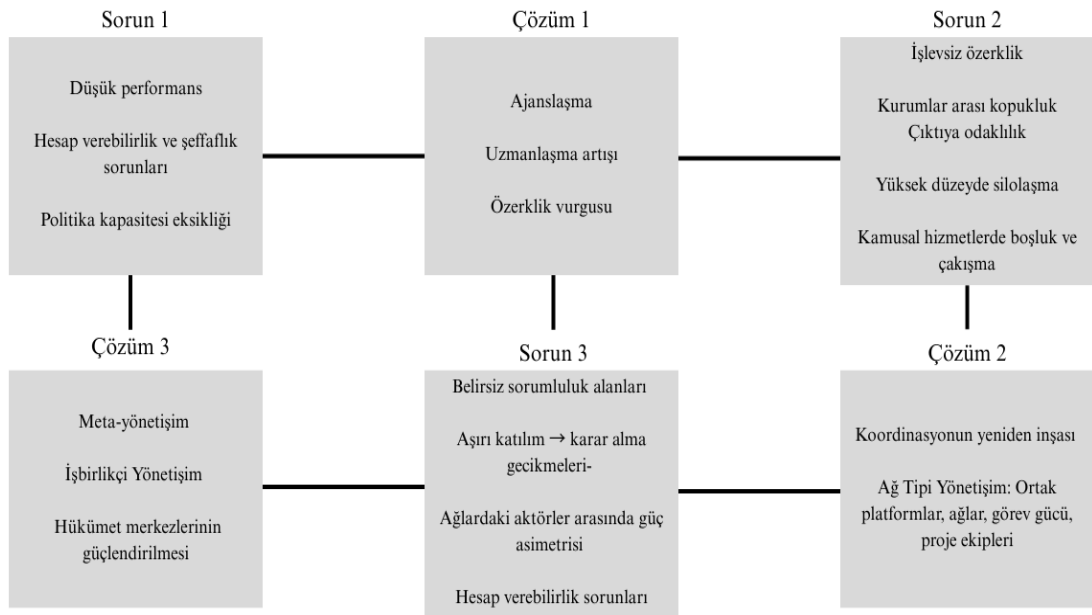 Sorun 1
Düşük performans
Hesap verebilirlik ve şeffaflık
sorunları
Politika kapasitesi eksikliği
Çözüm 1
Ajanslaşma
Uzmanlaşma artışı
Özerklik vurgusu
Sorun 2
İşlevsiz özerklik
Kurumlar arası kopukluk
Çıktıya odaklılık
Yüksek düzeyde silolaşma
Kamusal hizmetlerde boşluk ve
çakışma
Çözüm 3
Meta-yönetişim
İşbirlikçi Yönetişim
Hükümet merkezlerinin
güçlendirilmesi
Sorun 3
Belirsiz sorumluluk alanları
Aşırı katılım → karar alma
gecikmeleri-
Ağlardaki aktörler arasında güç
asimetrisi
Hesap verebilirlik sorunları
Çözüm 2
Koordinasyonun yeniden inşası
Ağ Tipi Yönetişim: Ortak
platformlar, ağlar, görev gücü,
proje ekipleri